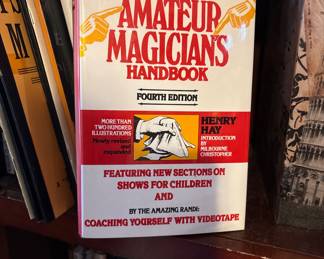 AMATEUR
MAGICIAN'S
HANDBOOK
FOURTH EDITION
MORE THAN
TWO HUNDRED
ILLUSTRATIONS
Newly revised
and
expanded
HENRY
HAY
INTRODUCTION
BY
MILBOURNE
CHRISTOPHER
FEATURING NEW SECTIONS ON
SHOWS FOR CHILDREN
AND
BY THE AMAZING RANDI:
COACHING YOURSELF WITH VIDEOTAPE